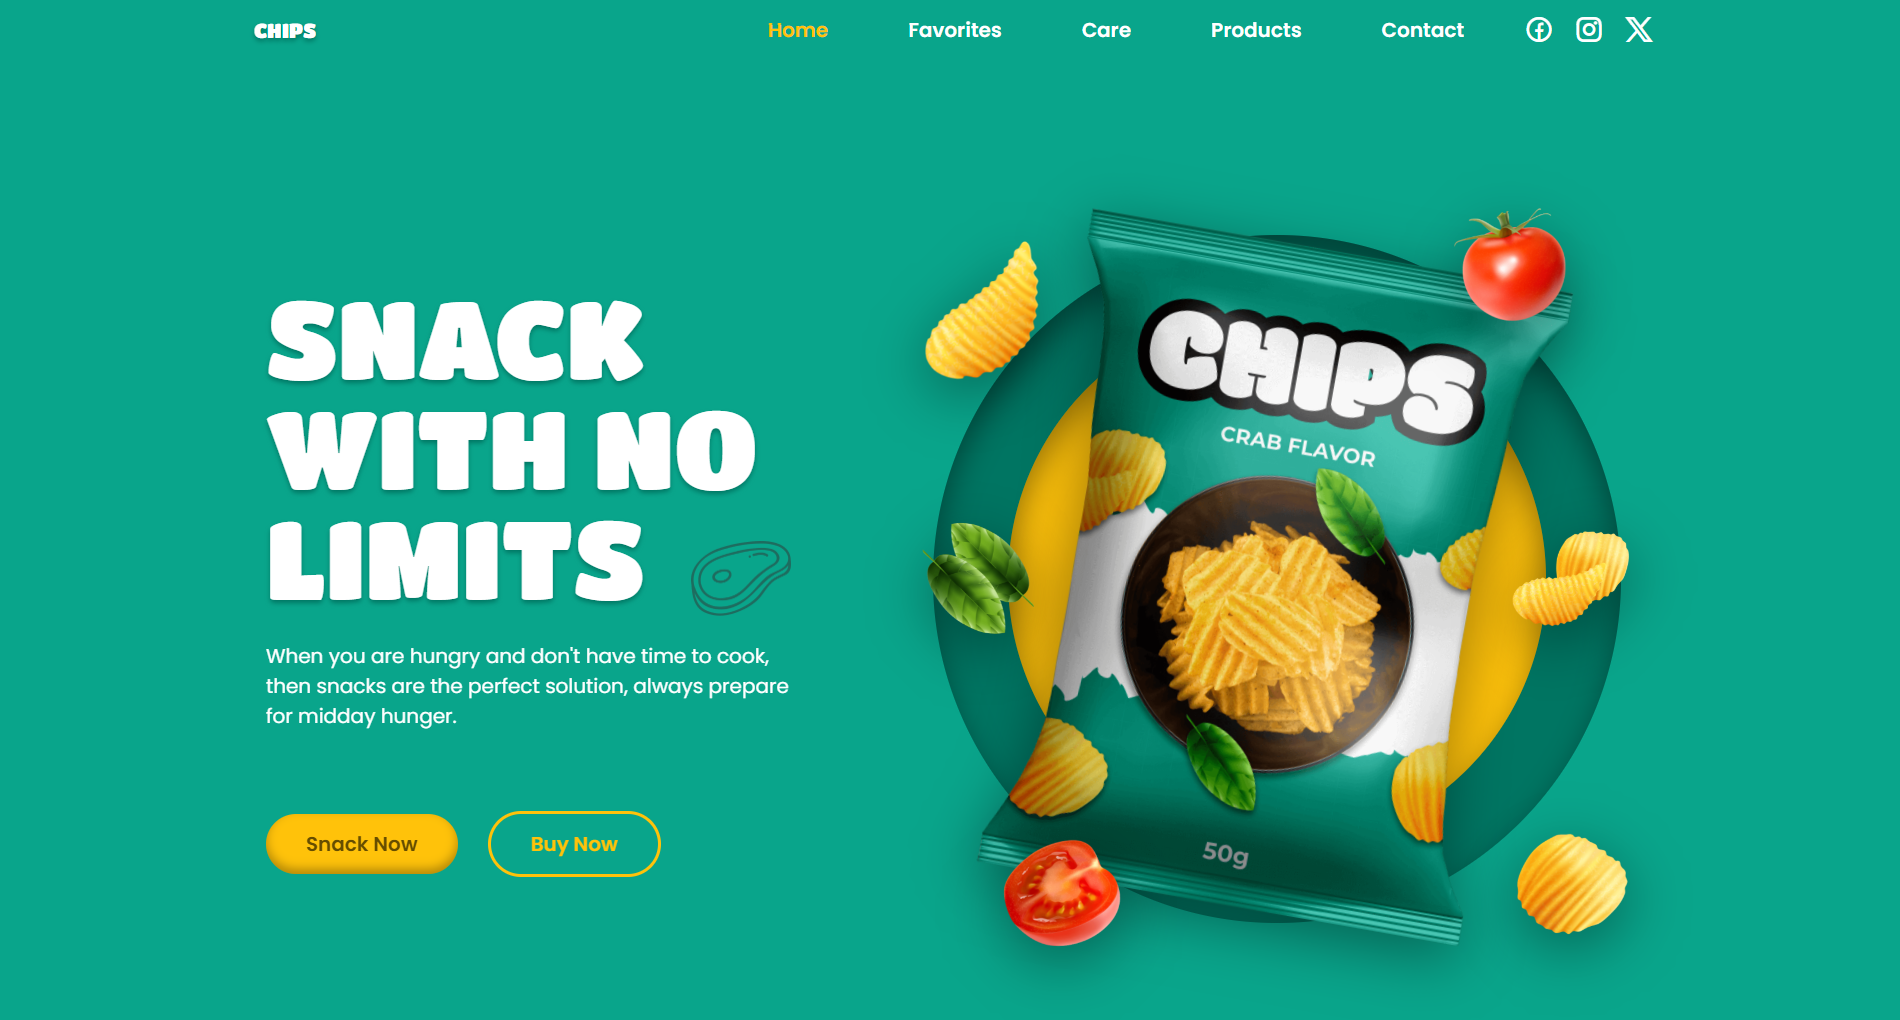 CHIPS
Home
Favorites
Care
Products
Contact
SNACK
WITH NO
LIMITS
When you are hungry and don't have time to cook,
then snacks are the perfect solution, always prepare
for midday hunger.
Snack Now
Buy Now
CHIPS
CRAB FLAVOR
50g